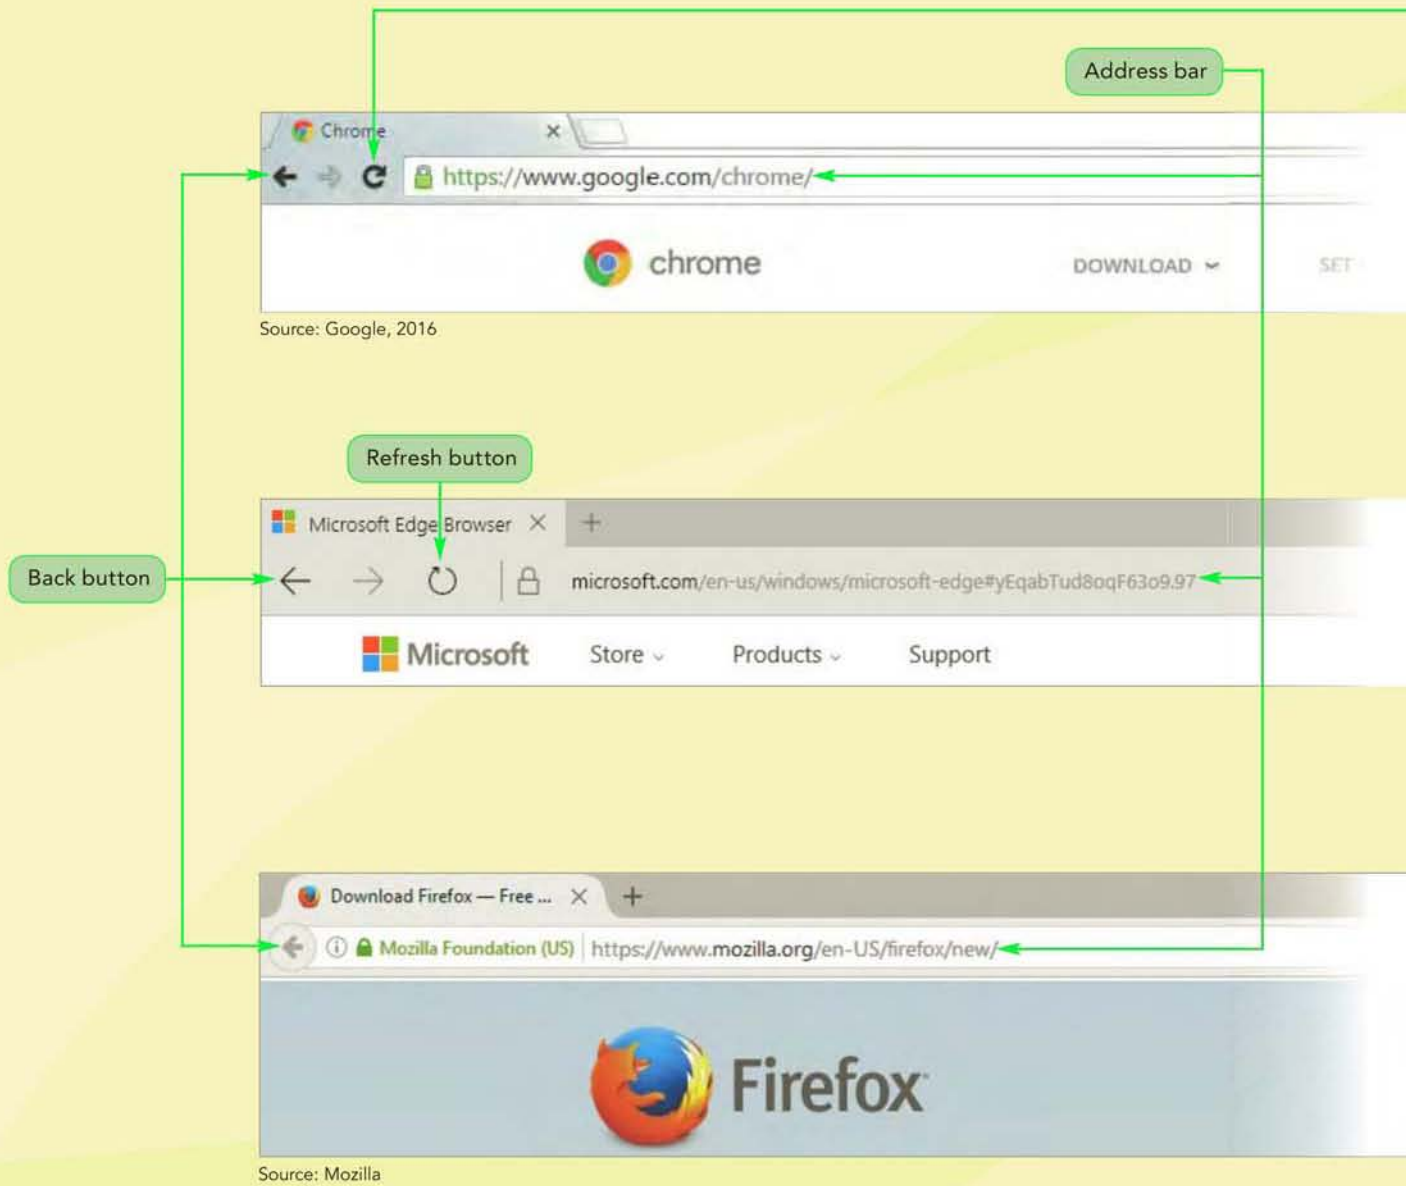 Address bar
Chrome
https://www.google.com/chrome/
chrome
DOWNLOAD
SET
Source: Google, 2016
Refresh button
Microsoft Edge Browser
Back button
microsoft.com/en-us/windows/microsoft-edge#yEqabTud8oqF63o9.97
Microsoft Store Products Support
Download Firefox — Free ...
Mozilla Foundation (US) https://www.mozilla.org/en-US/firefox/new/
Firefox
Source: Mozilla